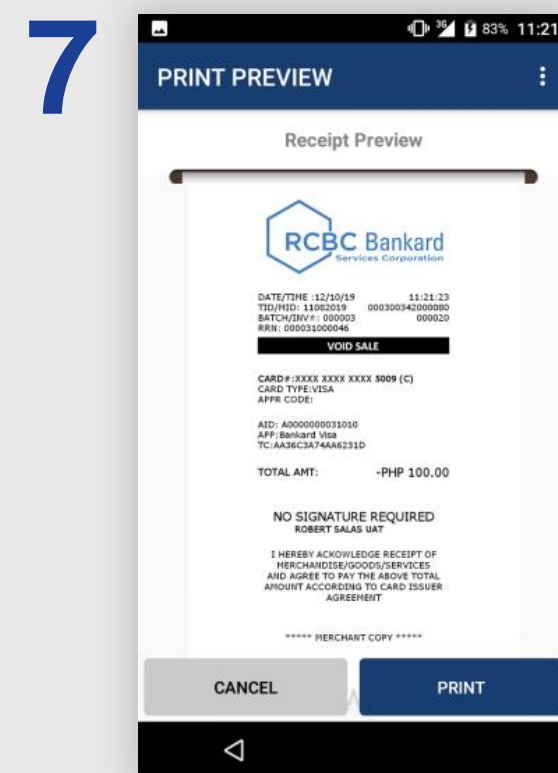 7
3G 83% 11:21
PRINT PREVIEW
Receipt Preview
RCBC Bankard
Services Corporation
DATE/TIME :12/10/19 11:21:23
TID/MID: 11082019 000300342000080
BATCH/INV#: 000003 000020
RRN: 000031000046
VOID SALE
CARD#:XXXX XXXX XXXX 5009 (C)
CARD TYPE:VISA
APPR CODE:
AID: A0000000031010
APP:Bankard Visa
TC:AA36C3A74AA6231D
TOTAL AMT: -PHP 100.00
NO SIGNATURE REQUIRED
ROBERT SALAS UAT
I HEREBY ACKOWLEDGE RECEIPT OF
MERCHANDISE/GOODS/SERVICES
AND AGREE TO PAY THE ABOVE TOTAL
AMOUNT ACCORDING TO CARD ISSUER
AGREEMENT
***** MERCHANT COPY *****
CANCEL PRINT